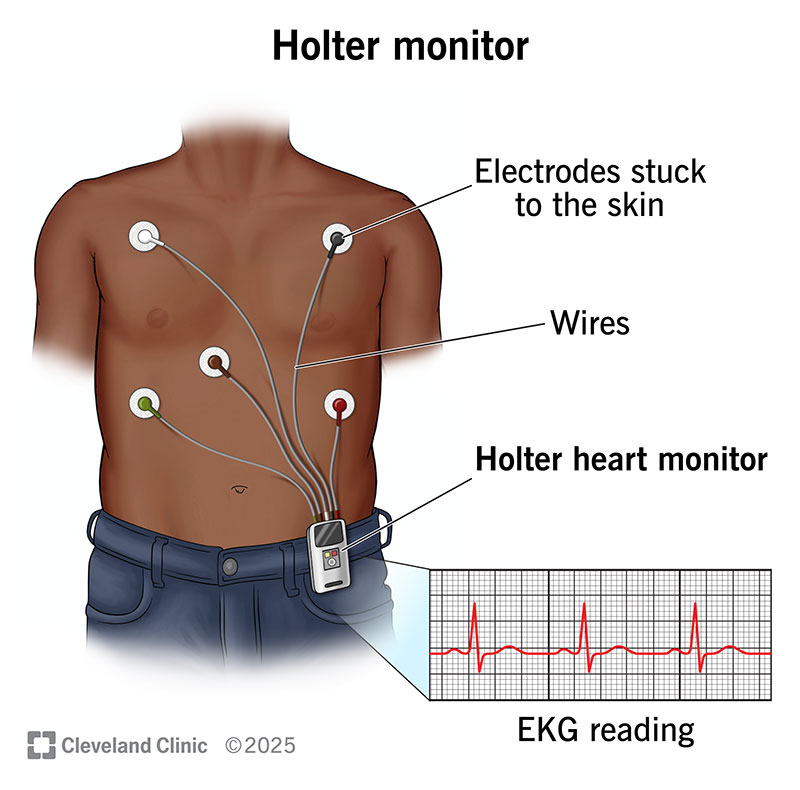 Holter monitor
Electrodes stuck
to the skin
Wires
Holter heart monitor
EKG reading
Cleveland Clinic ©2025